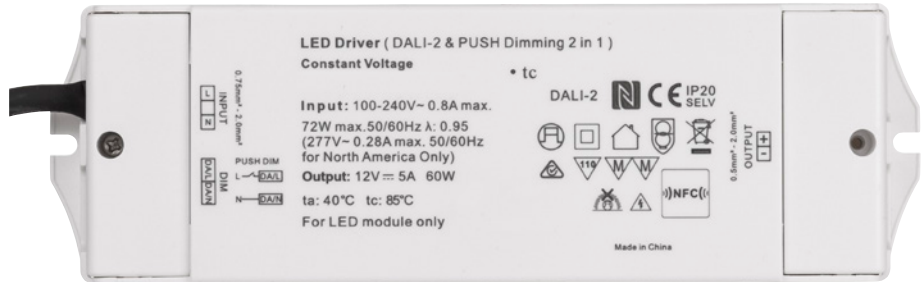 LED Driver ( DALI-2 & PUSH Dimming 2 in 1 )
Constant Voltage
• tc
Input: 100-240V~ 0.8A max.
72W max.50/60Hz λ: 0.95
(277V~ 0.28A max. 50/60Hz
for North America Only)
Output: 12V⎓ 5A 60W
ta: 40°C tc: 85°C
For LED module only
DALI-2
N
CE
IP20
SELV
110
M M
NFC
Made in China
0.75mm² - 2.0mm²
INPUT
L
N
DIM
DA/L
DA/N
PUSH DIM
L DA/L
N DA/N
0.5mm² - 2.0mm²
OUTPUT
+
-